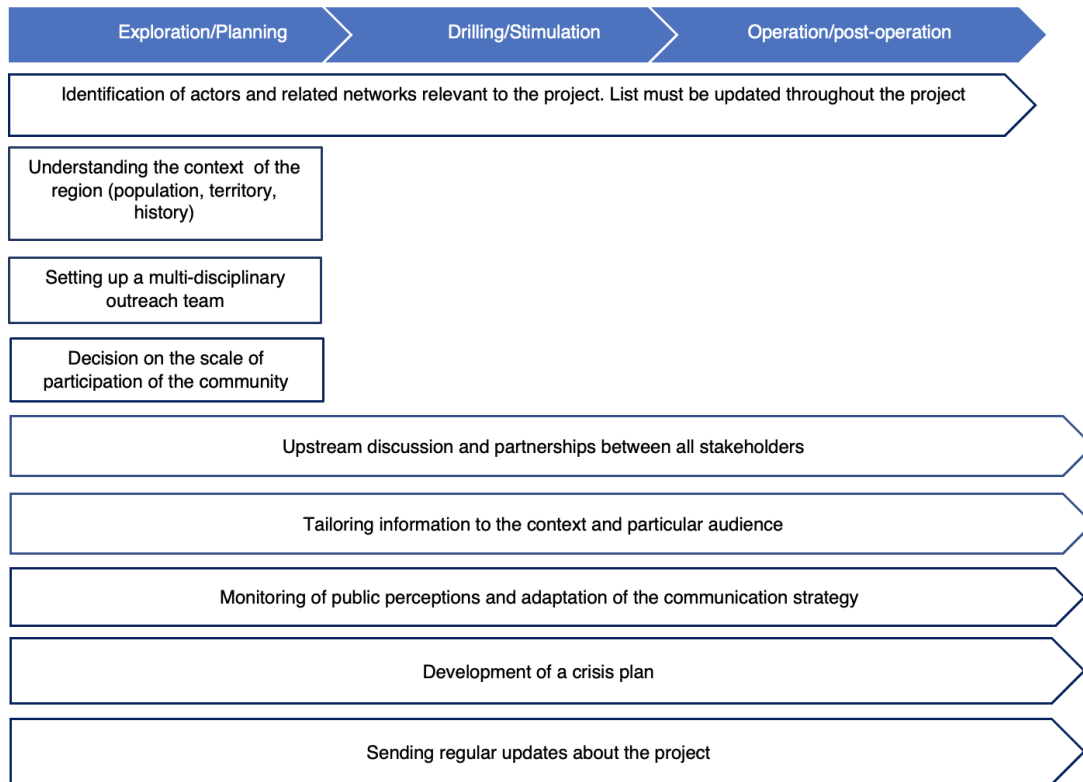 Exploration/Planning
Drilling/Stimulation
Operation/post-operation
Identification of actors and related networks relevant to the project. List must be updated throughout the project
Understanding the context  of the
region (population, territory,
history)
Setting up a multi-disciplinary
outreach team
Decision on the scale of
participation of the community
Upstream discussion and partnerships between all stakeholders
Tailoring information to the context and particular audience
Monitoring of public perceptions and adaptation of the communication strategy
Development of a crisis plan
Sending regular updates about the project